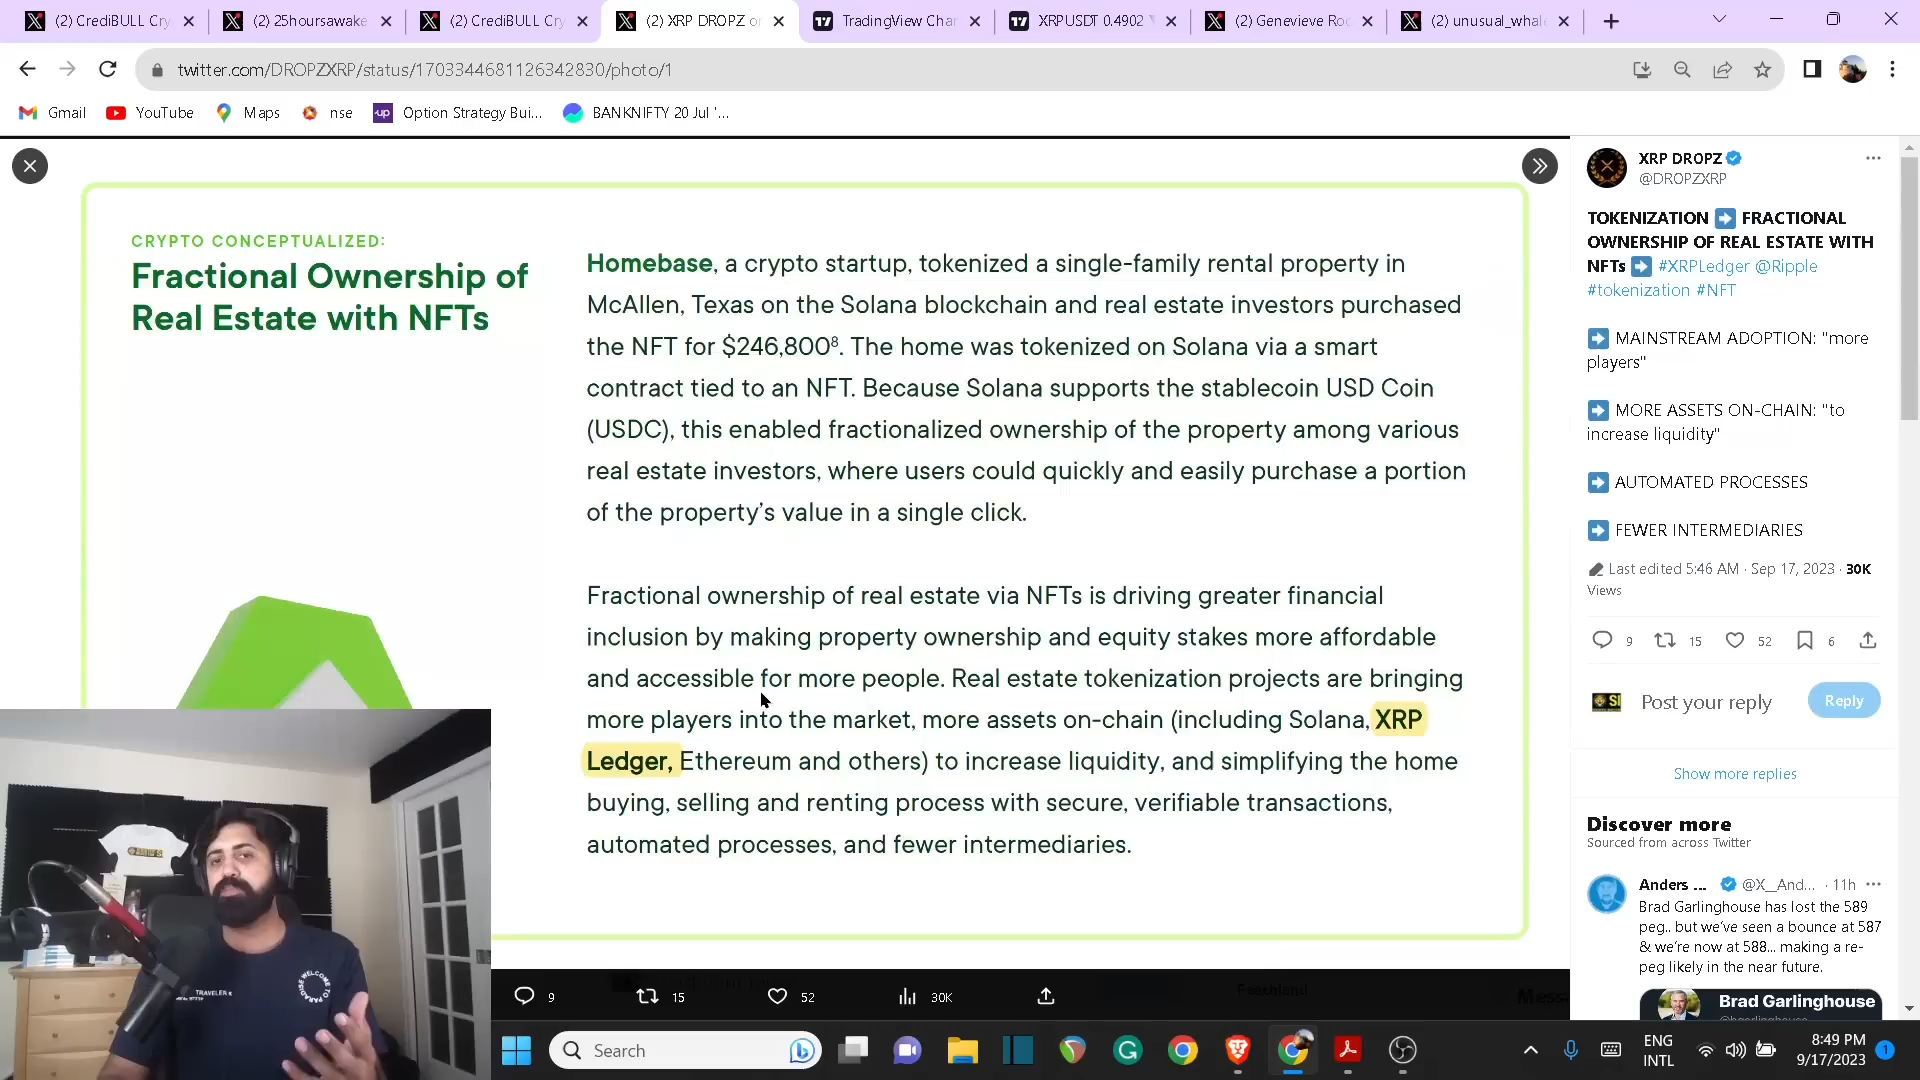 (2) CrediBULL Cry
(2) 25hoursawake
(2) CrediBULL Cry
(2) XRP DROPZ o
TradingView Char
XRPUSDT 0.4902
(2) Genevieve Roc
(2) unusual_whal
twitter.com/DROPZXRP/status/1703344681126342830/photo/1
Gmail
YouTube
Maps
nse
up
Option Strategy Bui...
BANKNIFTY 20 Jul '...
CRYPTO CONCEPTUALIZED:
Fractional Ownership of
Real Estate with NFTs
Homebase, a crypto startup, tokenized a single-family rental property in
McAllen, Texas on the Solana blockchain and real estate investors purchased
the NFT for $246,800⁸. The home was tokenized on Solana via a smart
contract tied to an NFT. Because Solana supports the stablecoin USD Coin
(USDC), this enabled fractionalized ownership of the property among various
real estate investors, where users could quickly and easily purchase a portion
of the property’s value in a single click.
Fractional ownership of real estate via NFTs is driving greater financial
inclusion by making property ownership and equity stakes more affordable
and accessible for more people. Real estate tokenization projects are bringing
more players into the market, more assets on-chain (including Solana, XRP
Ledger, Ethereum and others) to increase liquidity, and simplifying the home
buying, selling and renting process with secure, verifiable transactions,
automated processes, and fewer intermediaries.
9
15
52
30K
XRP DROPZ
@DROPZXRP
TOKENIZATION ➡ FRACTIONAL
OWNERSHIP OF REAL ESTATE WITH
NFTs ➡ #XRPLedger @Ripple
#tokenization #NFT
➡ MAINSTREAM ADOPTION: "more
players"
➡ MORE ASSETS ON-CHAIN: "to
increase liquidity"
➡ AUTOMATED PROCESSES
➡ FEWER INTERMEDIARIES
Last edited 5:46 AM · Sep 17, 2023 · 30K
Views
9
15
52
6
Post your reply
Reply
Show more replies
Discover more
Sourced from across Twitter
Anders ... @X_And... · 11h
Brad Garlinghouse has lost the 589
peg.. but we've seen a bounce at 587
& we're now at 588... making a re-
peg likely in the near future.
Brad Garlinghouse
TRAVELER
WELCOME TO PARADISE
Search
ENG
INTL
8:49 PM
9/17/2023
1